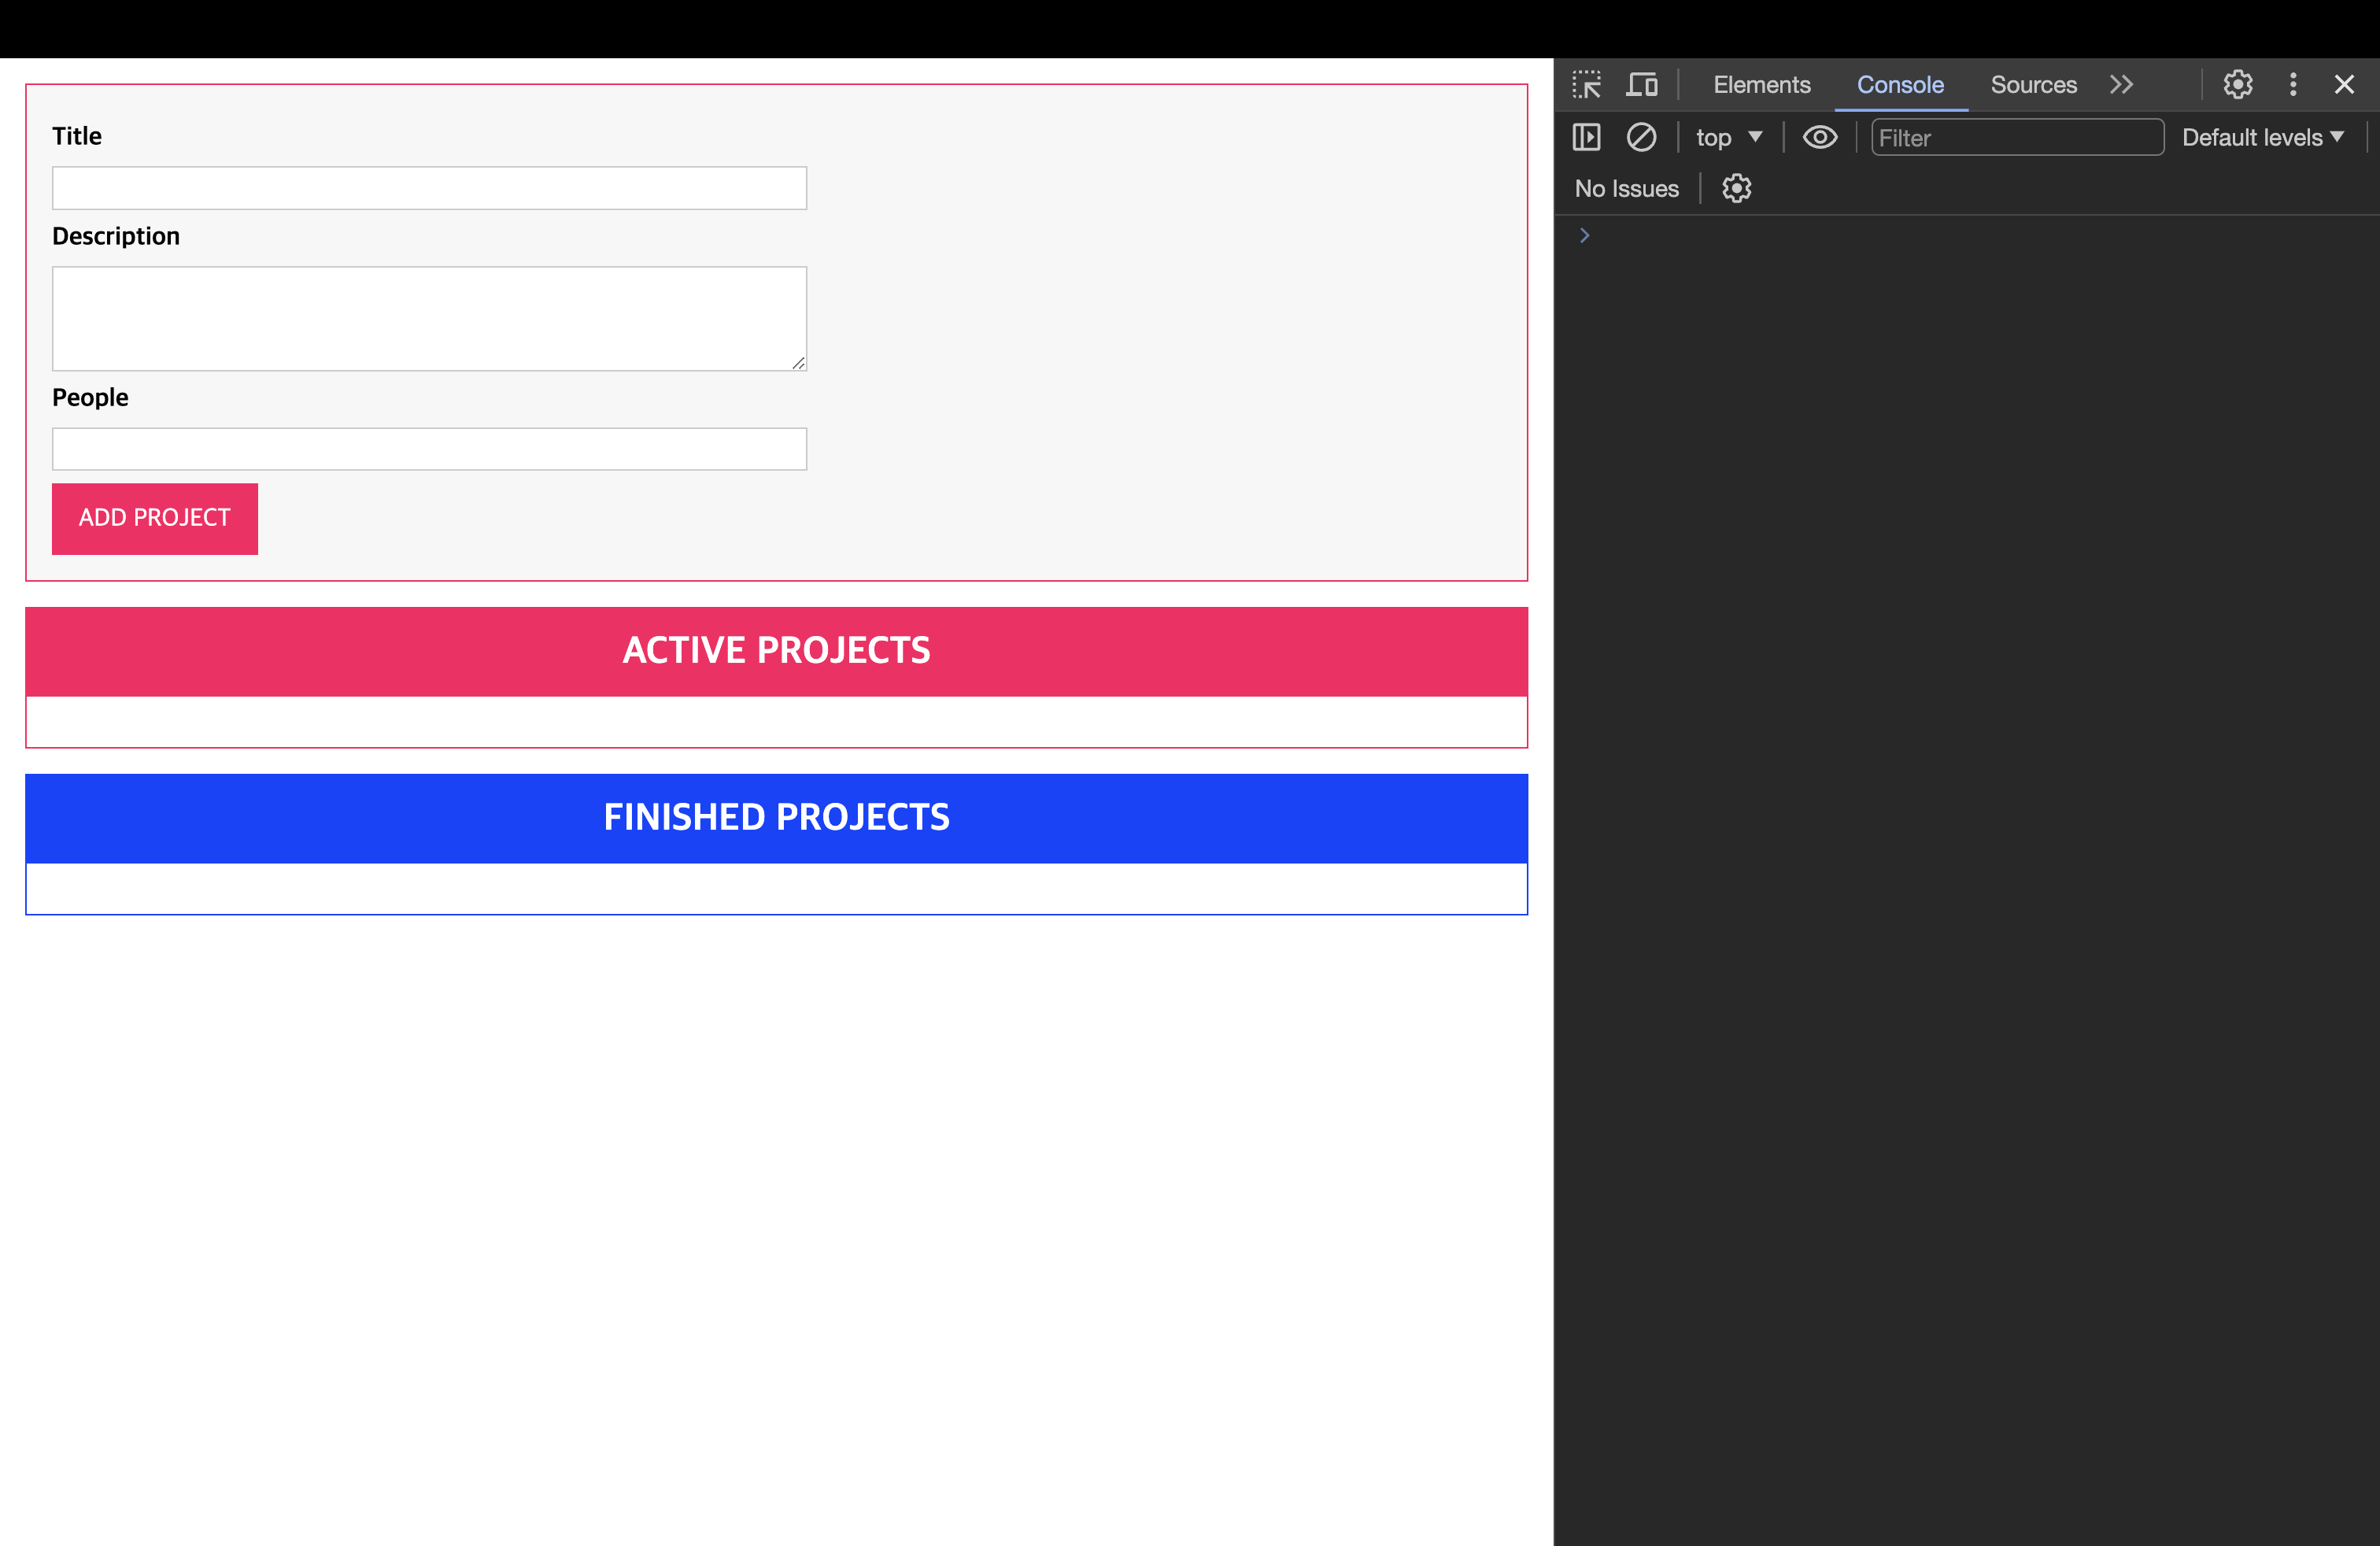 Title
Description
People
ADD PROJECT
ACTIVE PROJECTS
FINISHED PROJECTS
Elements Console Sources
top Filter Default levels
No Issues